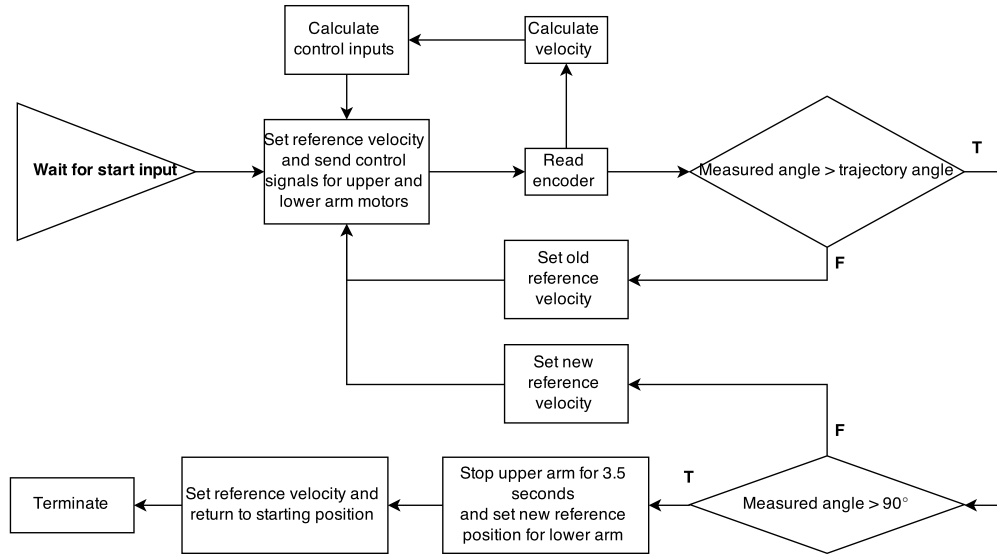 Calculate
control inputs
Calculate
velocity
Wait for start input
Set reference velocity
and send control
signals for upper and
lower arm motors
Read
encoder
Measured angle > trajectory angle
T
F
Set old
reference
velocity
Set new
reference
velocity
F
Measured angle > 90°
T
Stop upper arm for 3.5
seconds
and set new reference
position for lower arm
Set reference velocity and
return to starting position
Terminate